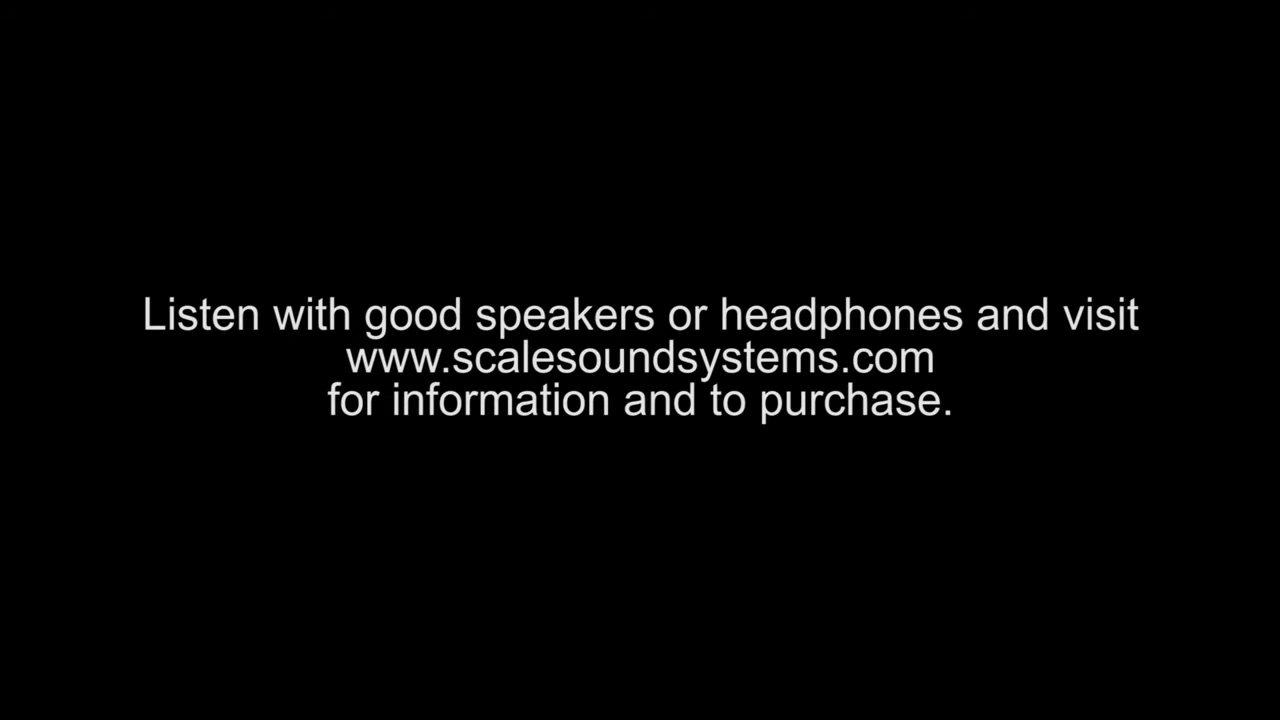 Listen with good speakers or headphones and visit
www.scalesoundsystems.com
for information and to purchase.